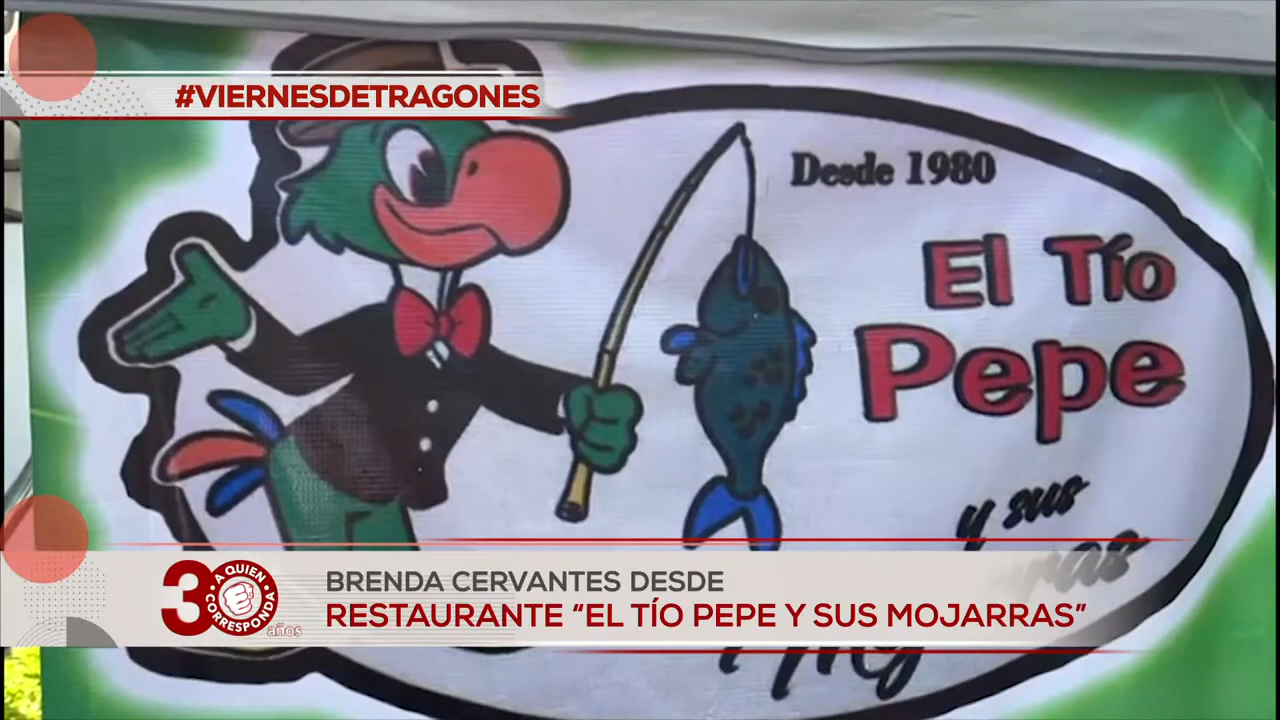 #VIERNESDETRAGONES
Desde 1980
El Tío
Pepe
y sus
30
A QUIEN
CORRESPONDA
años
BRENDA CERVANTES DESDE
RESTAURANTE “EL TÍO PEPE Y SUS MOJARRAS”